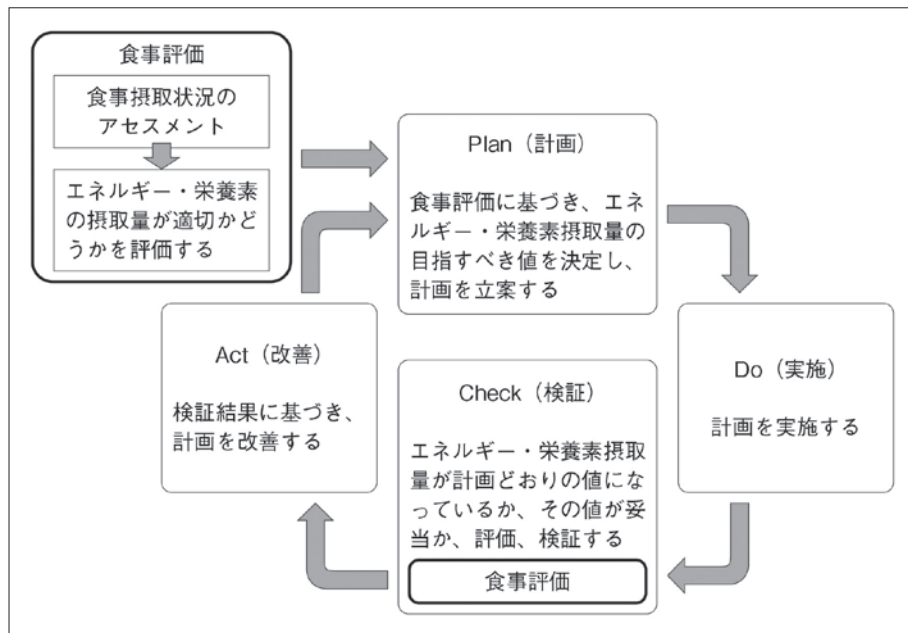 食事評価
食事摂取状況の
アセスメント
エネルギー・栄養素
の摂取量が適切かど
うかを評価する
Plan（計画）
食事評価に基づき、エネ
ルギー・栄養素摂取量の
目指すべき値を決定し、
計画を立案する
Do（実施）
計画を実施する
Check（検証）
エネルギー・栄養素摂取
量が計画どおりの値にな
っているか、その値が妥
当か、評価、検証する
食事評価
Act（改善）
検証結果に基づき、
計画を改善する